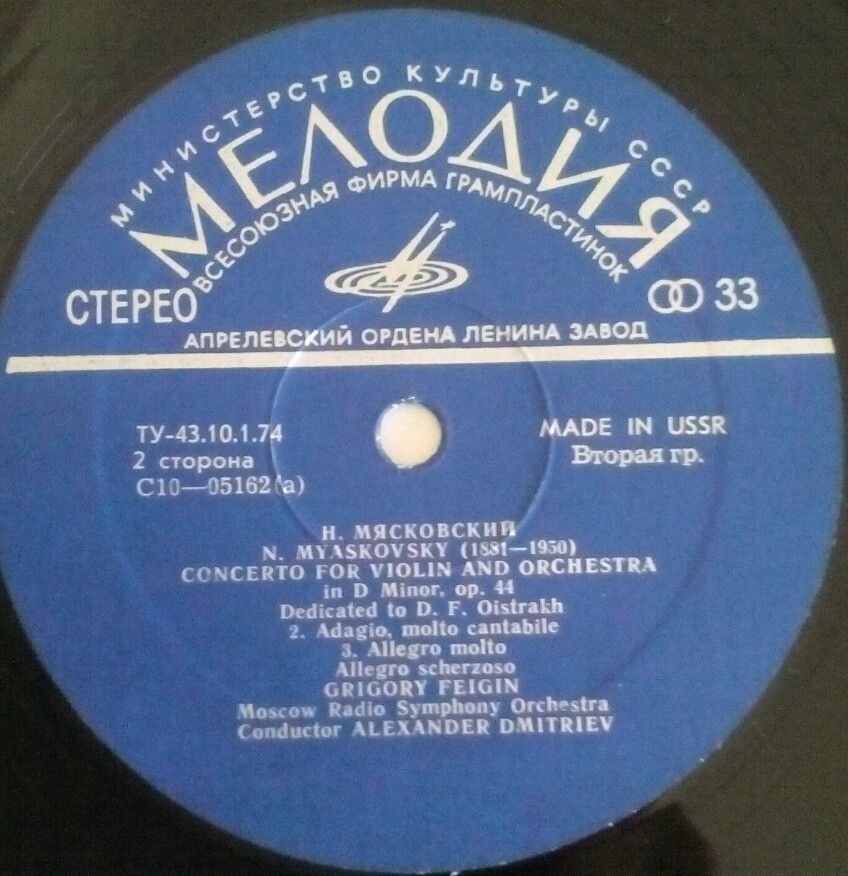 МИНИСТЕРСТВО КУЛЬТУРЫ СССР
МЕЛОДИЯ
ВСЕСОЮЗНАЯ ФИРМА ГРАМПЛАСТИНОК
СТЕРЕО
33
АПРЕЛЕВСКИЙ ОРДЕНА ЛЕНИНА ЗАВОД
ТУ-43.10.1.74
MADE IN USSR
2 сторона
Вторая гр.
С10—05162(а)
Н. МЯСКОВСКИЙ
N. MYASKOVSKY (1881—1950)
CONCERTO FOR VIOLIN AND ORCHESTRA
in D Minor, op. 44
Dedicated to D. F. Oistrakh
2. Adagio, molto cantabile
3. Allegro molto
Allegro scherzoso
GRIGORY FEIGIN
Moscow Radio Symphony Orchestra
Conductor ALEXANDER DMITRIEV